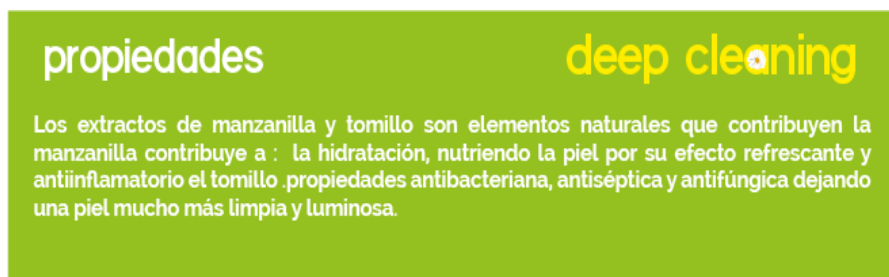 propiedades
deep cleaning
Los extractos de manzanilla y tomillo son elementos naturales que contribuyen la
manzanilla contribuye a : la hidratación, nutriendo la piel por su efecto refrescante y
antiinflamatorio el tomillo .propiedades antibacteriana, antiséptica y antifúngica dejando
una piel mucho más limpia y luminosa.